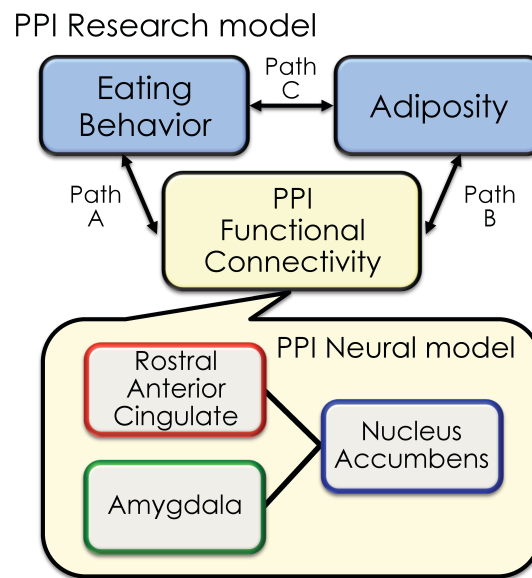 PPI Research model
Eating
Behavior
Path
C
Adiposity
Path
A
PPI
Functional
Connectivity
Path
B
PPI Neural model
Rostral
Anterior
Cingulate
Nucleus
Accumbens
Amygdala